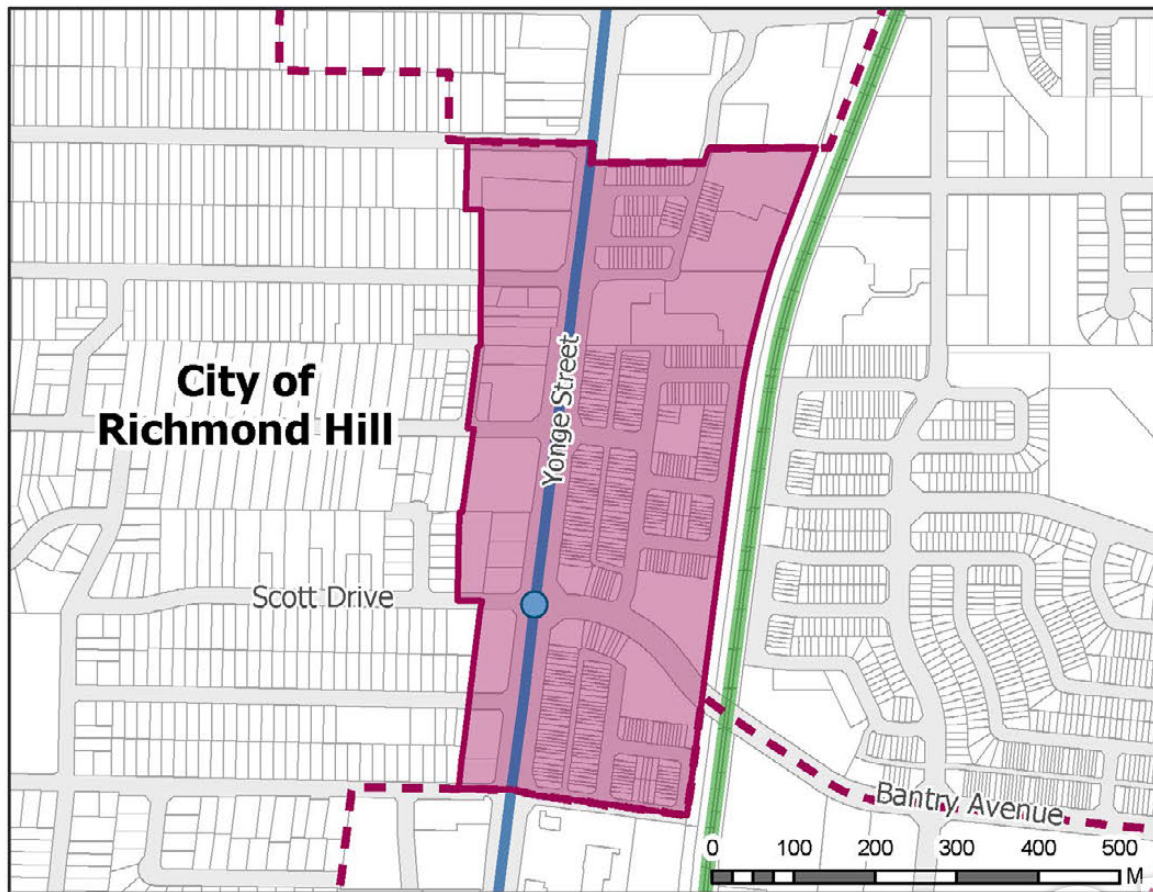 City of
Richmond Hill
Yonge Street
Scott Drive
Bantry Avenue
0 100 200 300 400 500
M